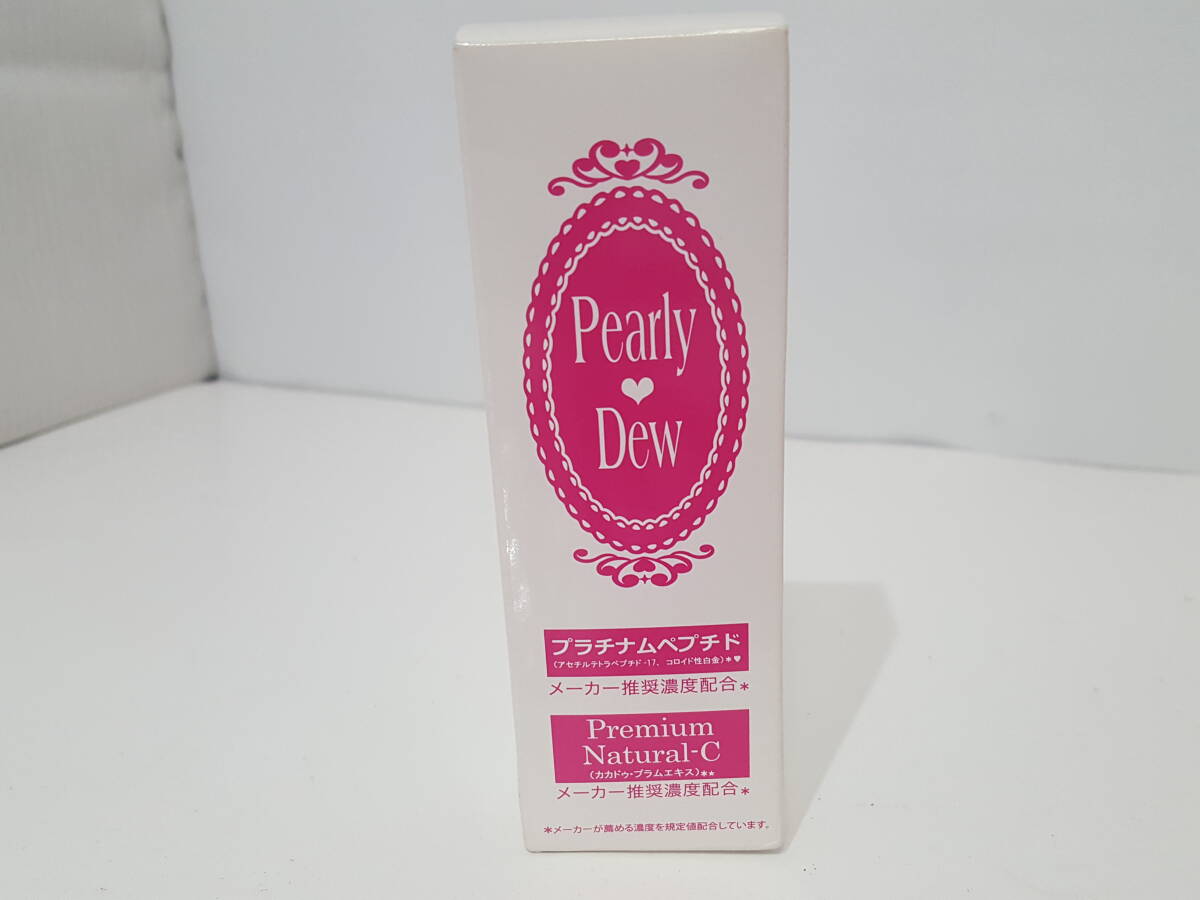 Pearly
❤
Dew
プラチナムペプチド
(アセチルテトラペプチド-17、コロイド性白金)*♥
メーカー推奨濃度配合*
Premium
Natural-C
(カカドゥ・プラムエキス)*★
メーカー推奨濃度配合*
*メーカーが薦める濃度を規定値配合しています。